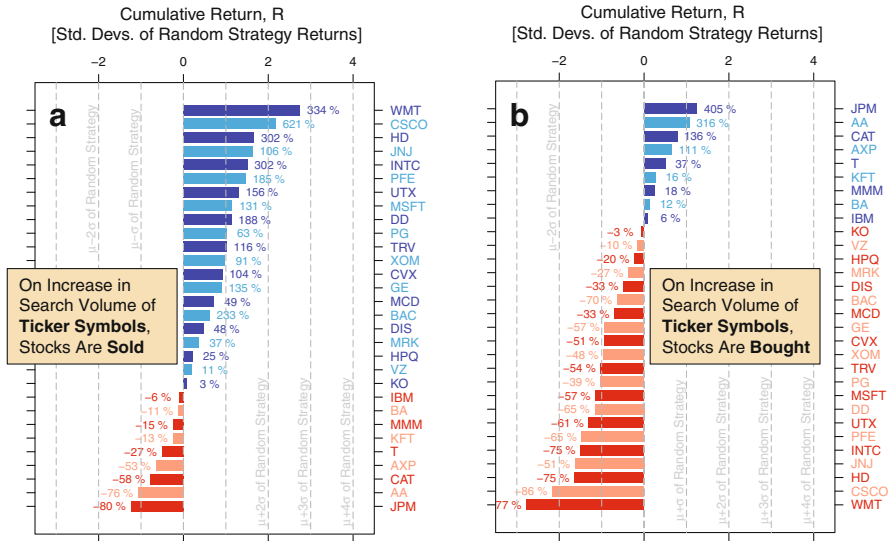 Cumulative Return, R
[Std. Devs. of Random Strategy Returns]
−2 0 2 4
a
μ−2σ of Random Strategy
μ−σ of Random Strategy
334 % WMT
621 % CSCO
302 % HD
106 % JNJ
302 % INTC
185 % PFE
156 % UTX
131 % MSFT
188 % DD
63 % PG
116 % TRV
91 % XOM
104 % CVX
135 % GE
49 % MCD
233 % BAC
48 % DIS
37 % MRK
25 % HPQ
11 % VZ
3 % KO
−6 % IBM
−11 % BA
−15 % MMM
−13 % KFT
−27 % T
−53 % AXP
−58 % CAT
−76 % AA
−80 % JPM
On Increase in
Search Volume of
Ticker Symbols,
Stocks Are Sold
μ+2σ of Random Strategy
μ+3σ of Random Strategy
μ+4σ of Random Strategy
Cumulative Return, R
[Std. Devs. of Random Strategy Returns]
−2 0 2 4
b
μ−2σ of Random Strategy
405 % JPM
316 % AA
136 % CAT
111 % AXP
37 % T
16 % KFT
18 % MMM
12 % BA
6 % IBM
−3 % KO
−10 % VZ
−20 % HPQ
−27 % MRK
−33 % DIS
−70 % BAC
−33 % MCD
−57 % GE
−51 % CVX
−48 % XOM
−54 % TRV
−39 % PG
−57 % MSFT
−65 % DD
−61 % UTX
−65 % PFE
−75 % INTC
−51 % JNJ
−75 % HD
−86 % CSCO
77 % WMT
On Increase in
Search Volume of
Ticker Symbols,
Stocks Are Bought
μ+σ of Random Strategy
μ+2σ of Random Strategy
μ+3σ of Random Strategy
μ+4σ of Random Strategy